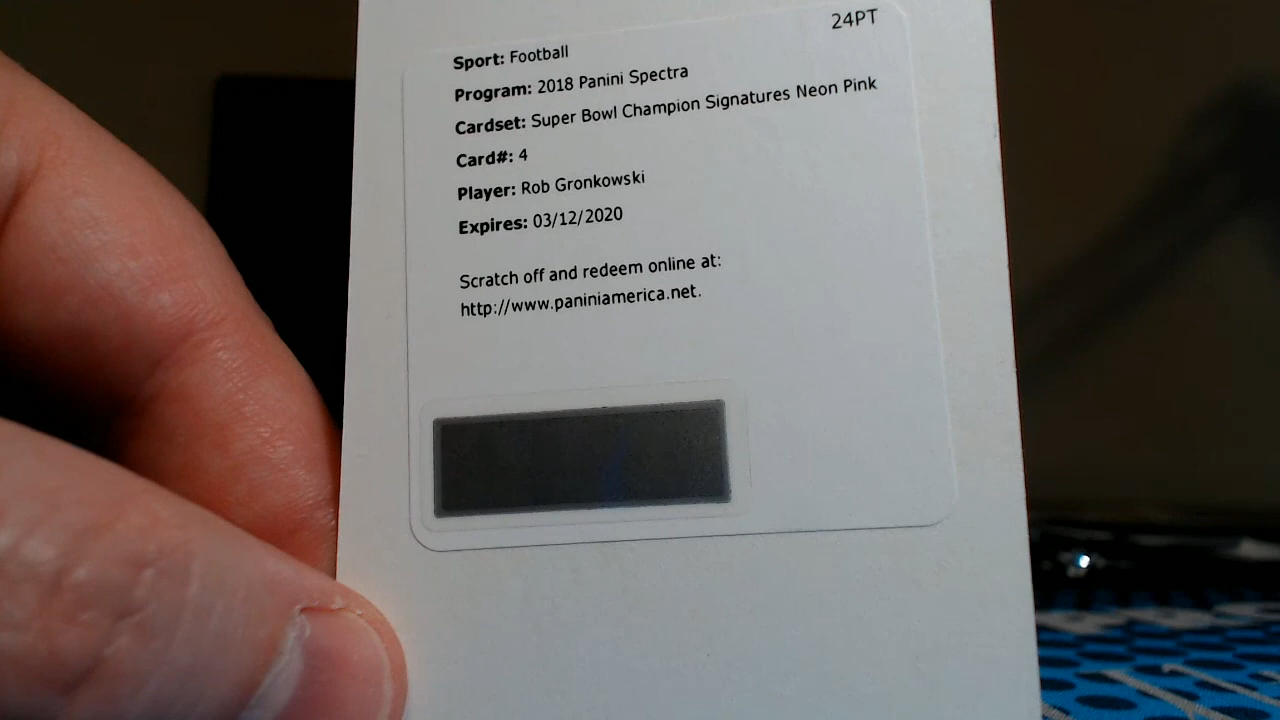 24PT
Sport: Football
Program: 2018 Panini Spectra
Cardset: Super Bowl Champion Signatures Neon Pink
Card#: 4
Player: Rob Gronkowski
Expires: 03/12/2020
Scratch off and redeem online at:
http://www.paniniamerica.net.